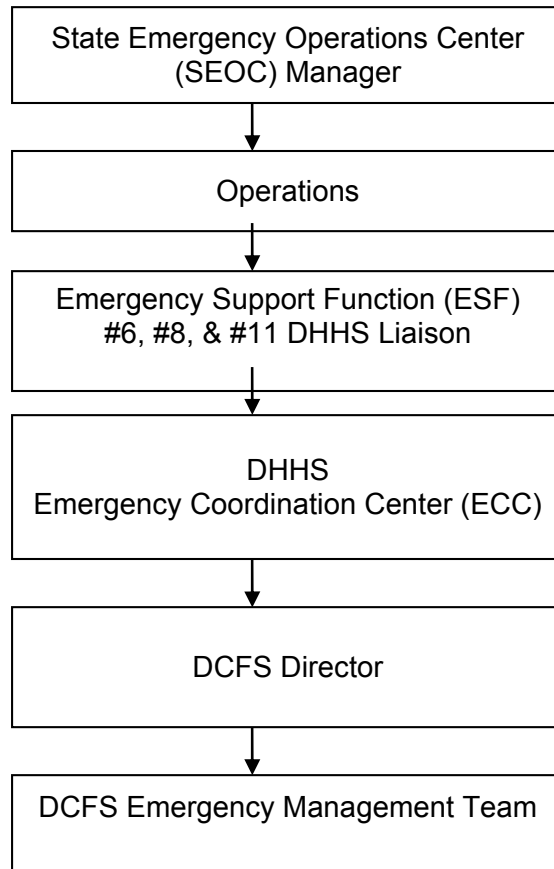 State Emergency Operations Center
(SEOC) Manager
Operations
Emergency Support Function (ESF)
#6, #8, & #11 DHHS Liaison
DHHS
Emergency Coordination Center (ECC)
DCFS Director
DCFS Emergency Management Team